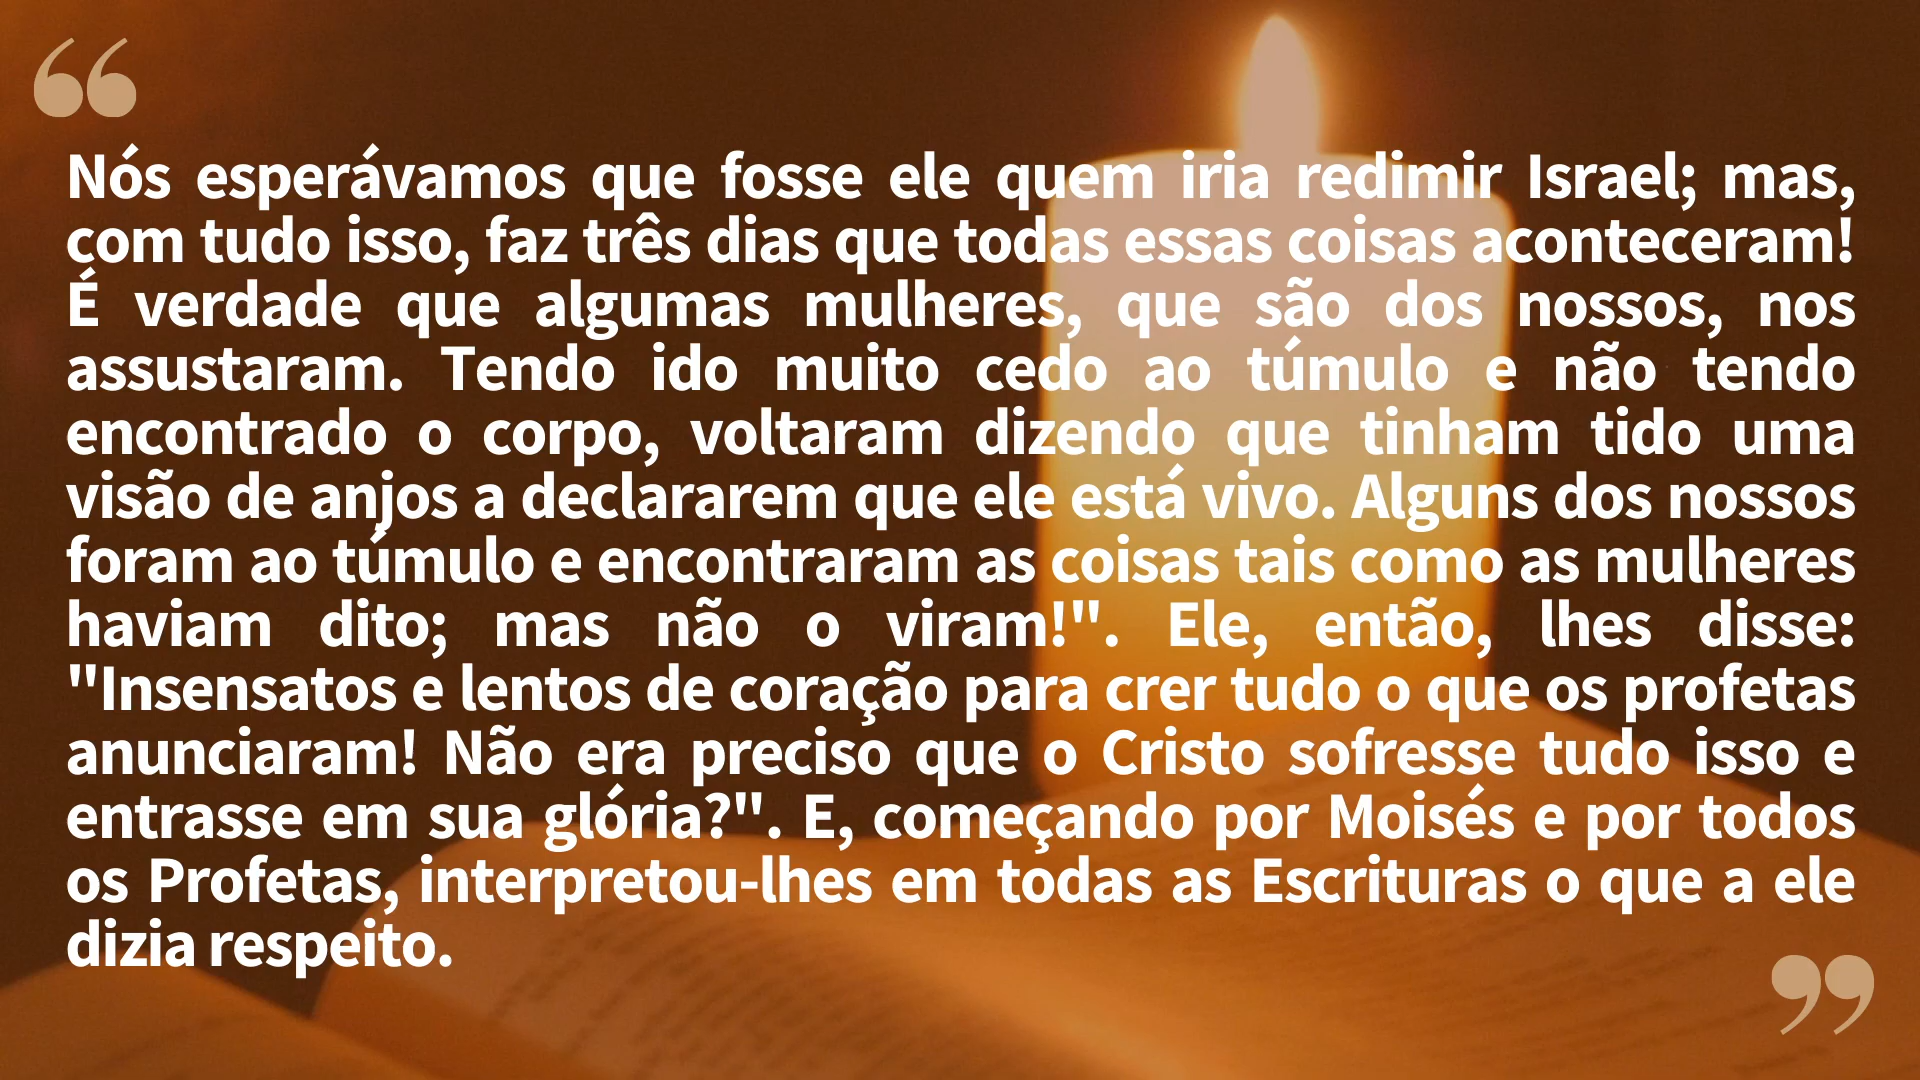 “
Nós esperávamos que fosse ele quem iria redimir Israel; mas,
com tudo isso, faz três dias que todas essas coisas aconteceram!
É verdade que algumas mulheres, que são dos nossos, nos
assustaram. Tendo ido muito cedo ao túmulo e não tendo
encontrado o corpo, voltaram dizendo que tinham tido uma
visão de anjos a declararem que ele está vivo. Alguns dos nossos
foram ao túmulo e encontraram as coisas tais como as mulheres
haviam dito; mas não o viram!". Ele, então, lhes disse:
"Insensatos e lentos de coração para crer tudo o que os profetas
anunciaram! Não era preciso que o Cristo sofresse tudo isso e
entrasse em sua glória?". E, começando por Moisés e por todos
os Profetas, interpretou-lhes em todas as Escrituras o que a ele
dizia respeito.
”